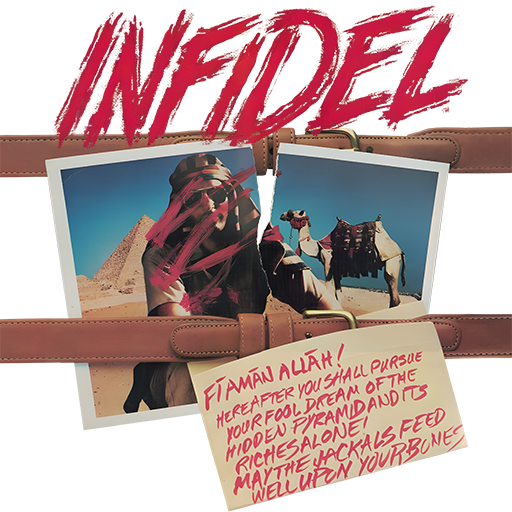 INFIDEL
FĪ AMĀN ALLĀH!
HEREAFTER YOU SHALL PURSUE
YOUR FOOL DREAM OF THE
HIDDEN PYRAMID AND ITS
RICHES ALONE!
MAY THE JACKALS FEED
WELL UPON YOUR BONES